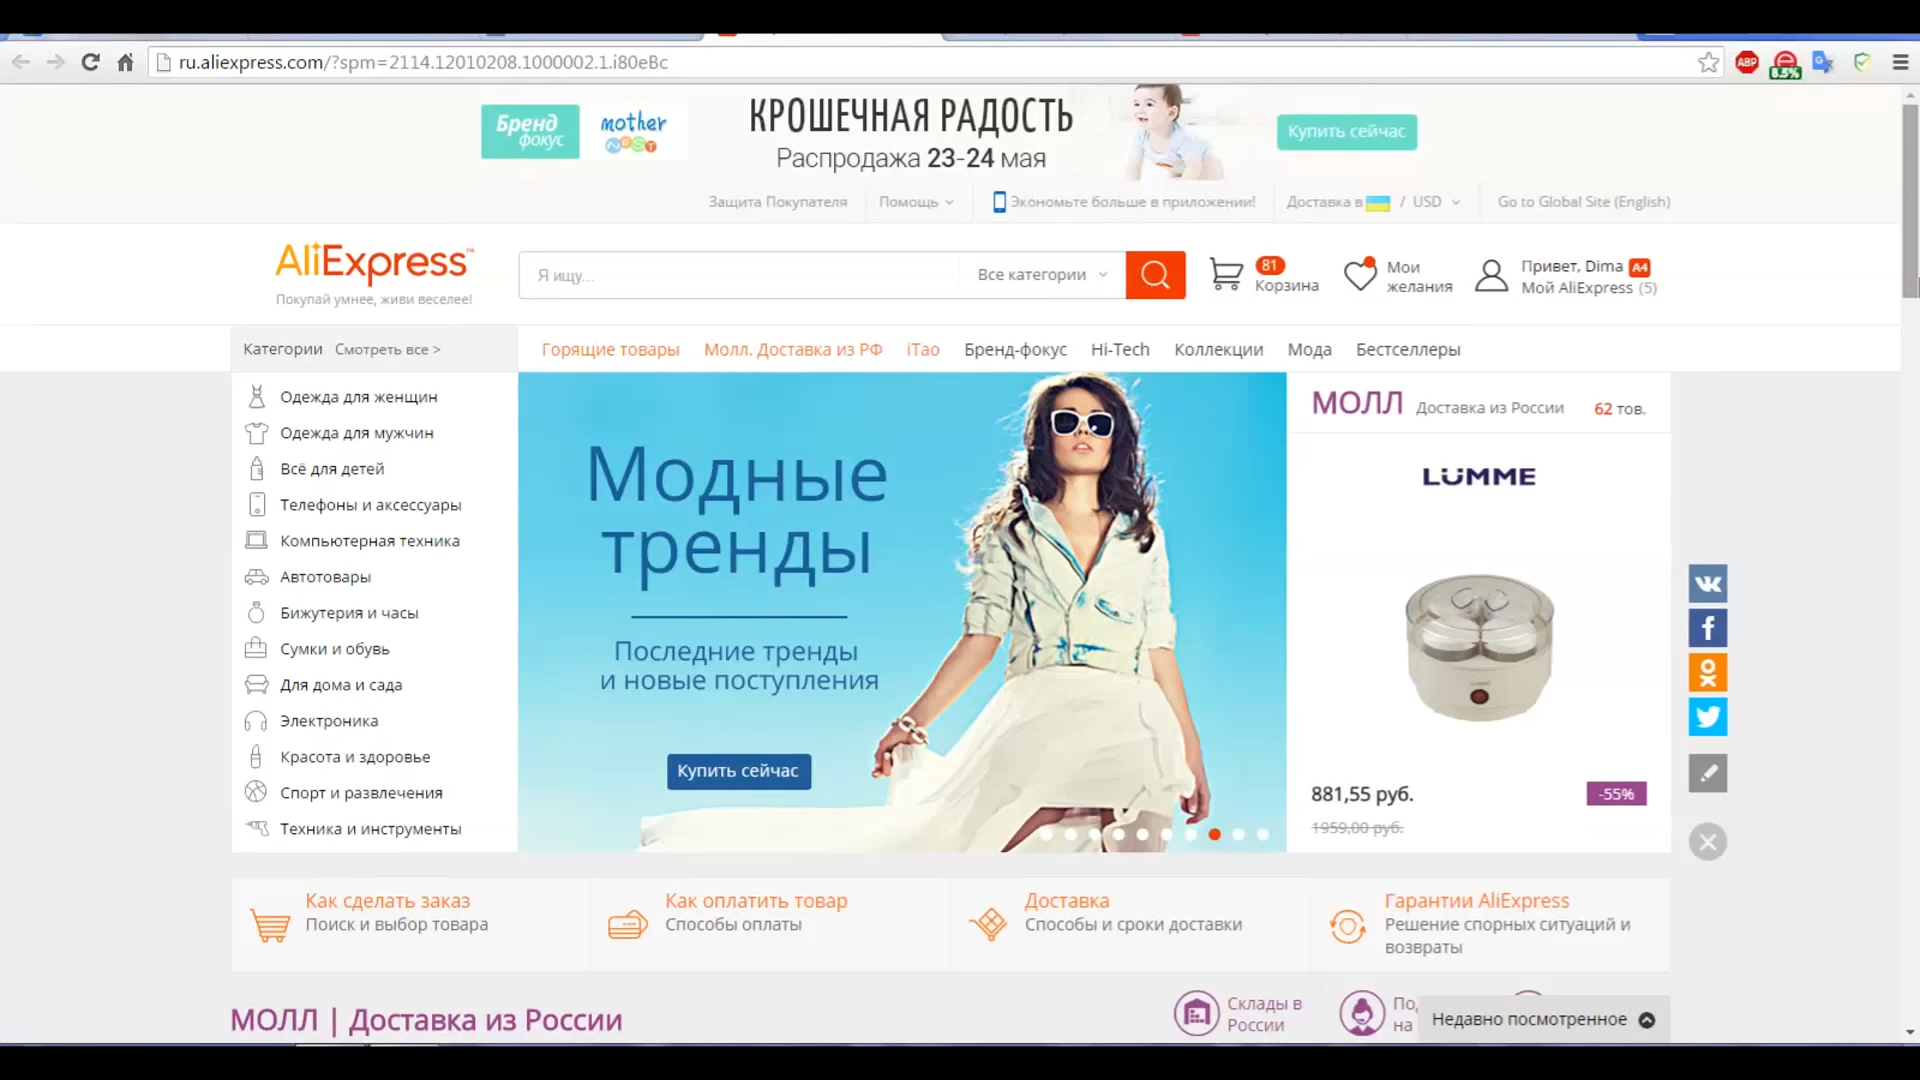 ru.aliexpress.com/?spm=2114.12010208.1000002.1.i80eBc
ABP
8.5%
Бренд
фокус
mother
NEST
КРОШЕЧНАЯ РАДОСТЬ
Распродажа 23-24 мая
Купить сейчас
Защита Покупателя
Помощь
Экономьте больше в приложении!
Доставка в / USD
Go to Global Site (English)
AliExpress™
Покупай умнее, живи веселее!
Я ищу...
Все категории
81
Корзина
Мои
желания
Привет, Dima A4
Мой AliExpress (5)
Категории Смотреть все >
Горящие товары
Молл. Доставка из РФ
iTao
Бренд-фокус
Hi-Tech
Коллекции
Мода
Бестселлеры
Одежда для женщин
Одежда для мужчин
Всё для детей
Телефоны и аксессуары
Компьютерная техника
Автотовары
Бижутерия и часы
Сумки и обувь
Для дома и сада
Электроника
Красота и здоровье
Спорт и развлечения
Техника и инструменты
Модные
тренды
Последние тренды
и новые поступления
Купить сейчас
МОЛЛ Доставка из России 62 тов.
LUMME
881,55 руб.
-55%
1959,00 руб.
Как сделать заказ
Поиск и выбор товара
Как оплатить товар
Способы оплаты
Доставка
Способы и сроки доставки
Гарантии AliExpress
Решение спорных ситуаций и
возвраты
МОЛЛ | Доставка из России
Склады в
России
на
Недавно посмотренное